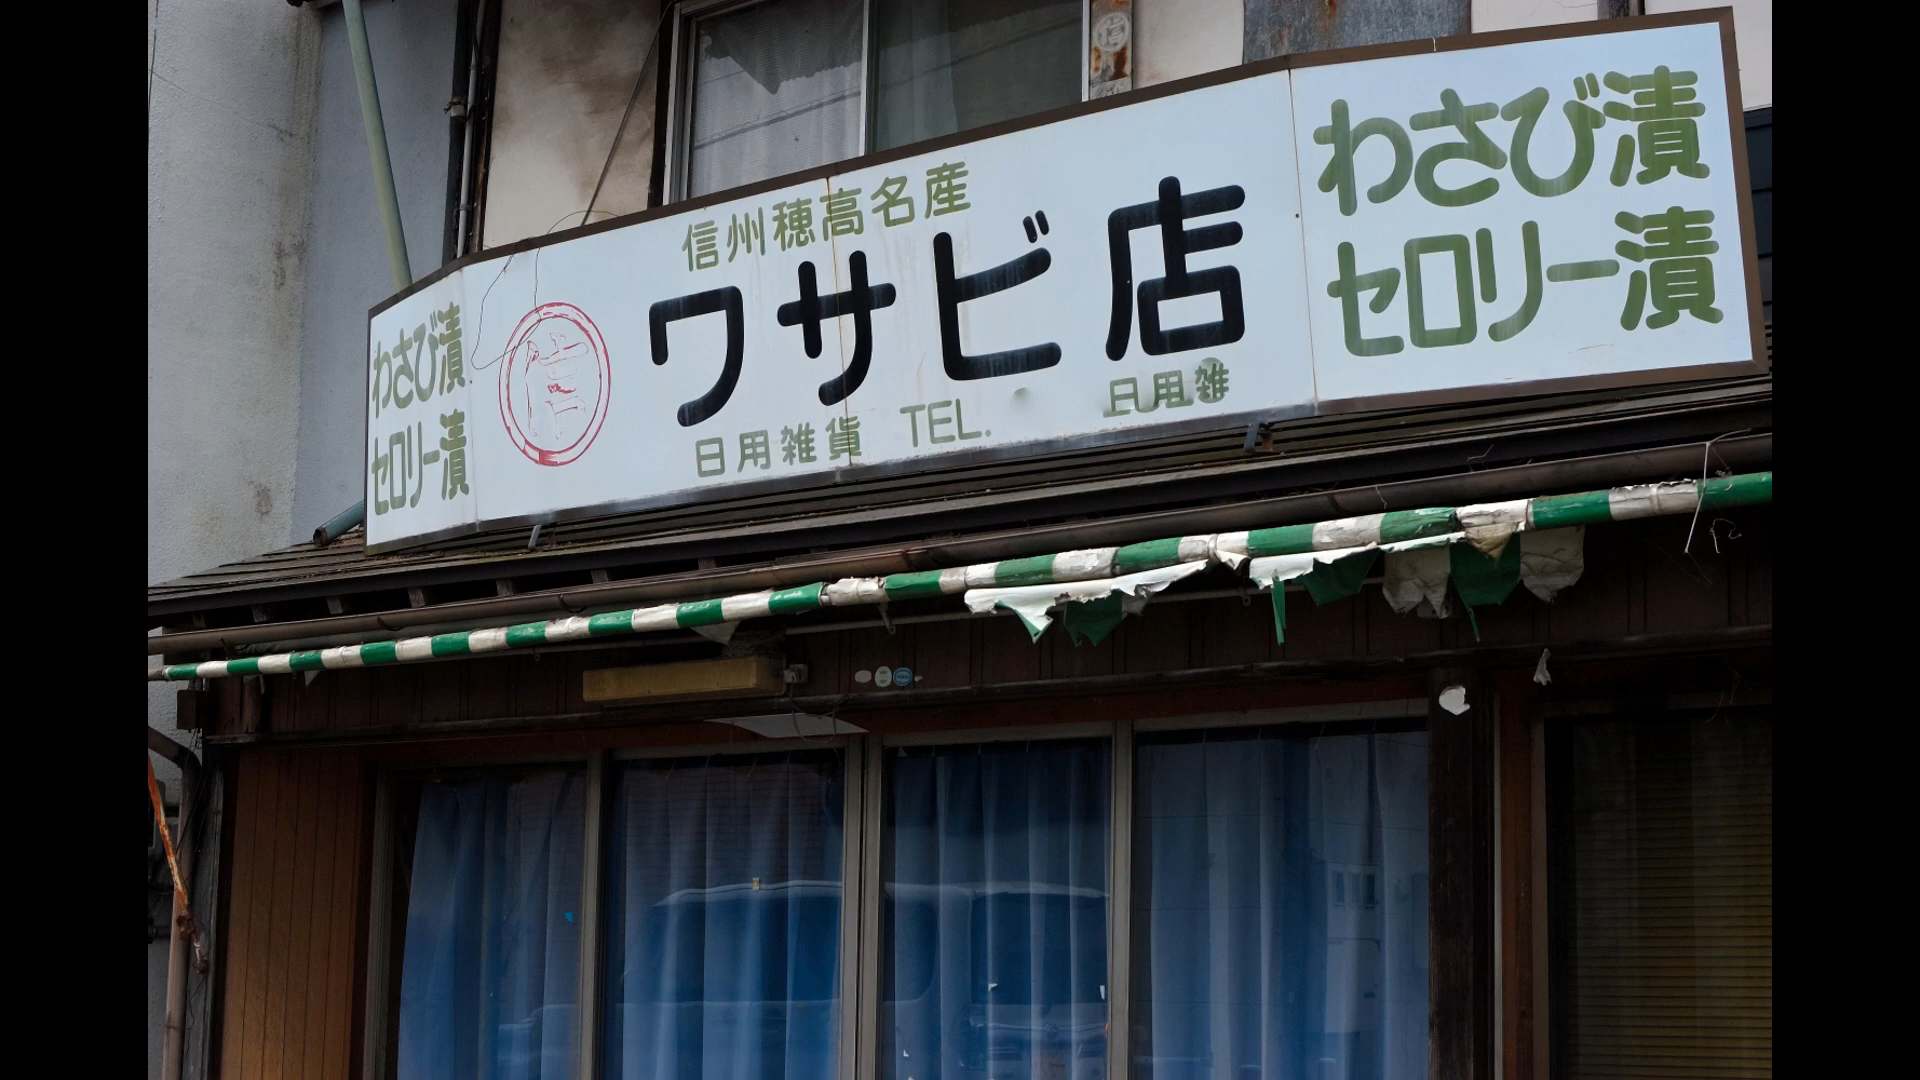 わさび漬
セロリー漬
信
信州穂高名産
ワサビ店
日用雑貨 TEL.
日用雑
わさび漬
セロリー漬